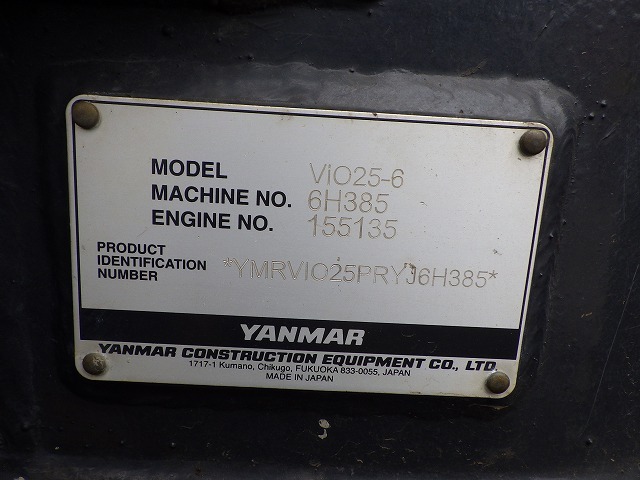 MODEL ViO25-6
MACHINE NO. 6H385
ENGINE NO. 155135
PRODUCT
IDENTIFICATION
NUMBER *YMRVIO25PRYJ6H385*
YANMAR
YANMAR CONSTRUCTION EQUIPMENT CO., LTD.
1717-1 Kumano, Chikugo, FUKUOKA 833-0055, JAPAN
MADE IN JAPAN